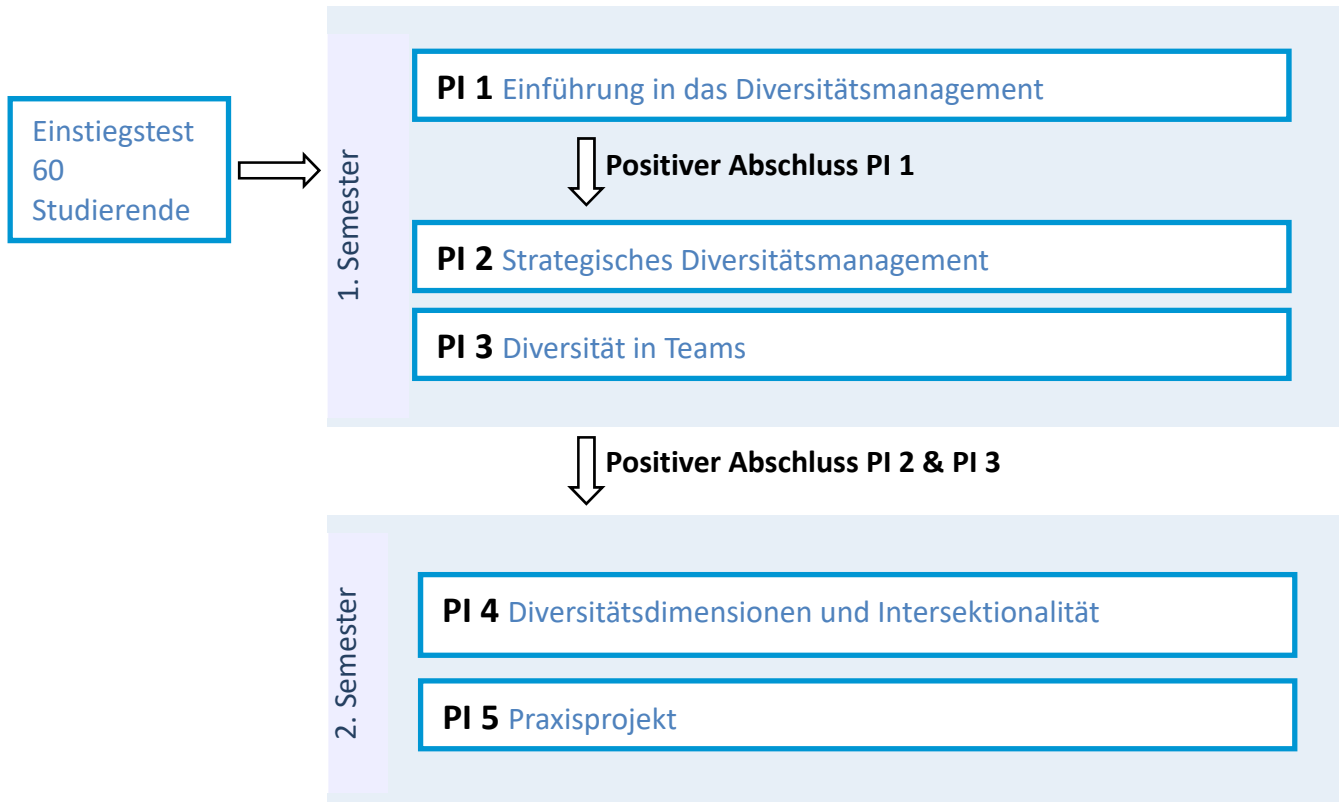 Einstiegstest
60
Studierende
1. Semester
PI 1 Einführung in das Diversitätsmanagement
Positiver Abschluss PI 1
PI 2 Strategisches Diversitätsmanagement
PI 3 Diversität in Teams
Positiver Abschluss PI 2 & PI 3
2. Semester
PI 4 Diversitätsdimensionen und Intersektionalität
PI 5 Praxisprojekt